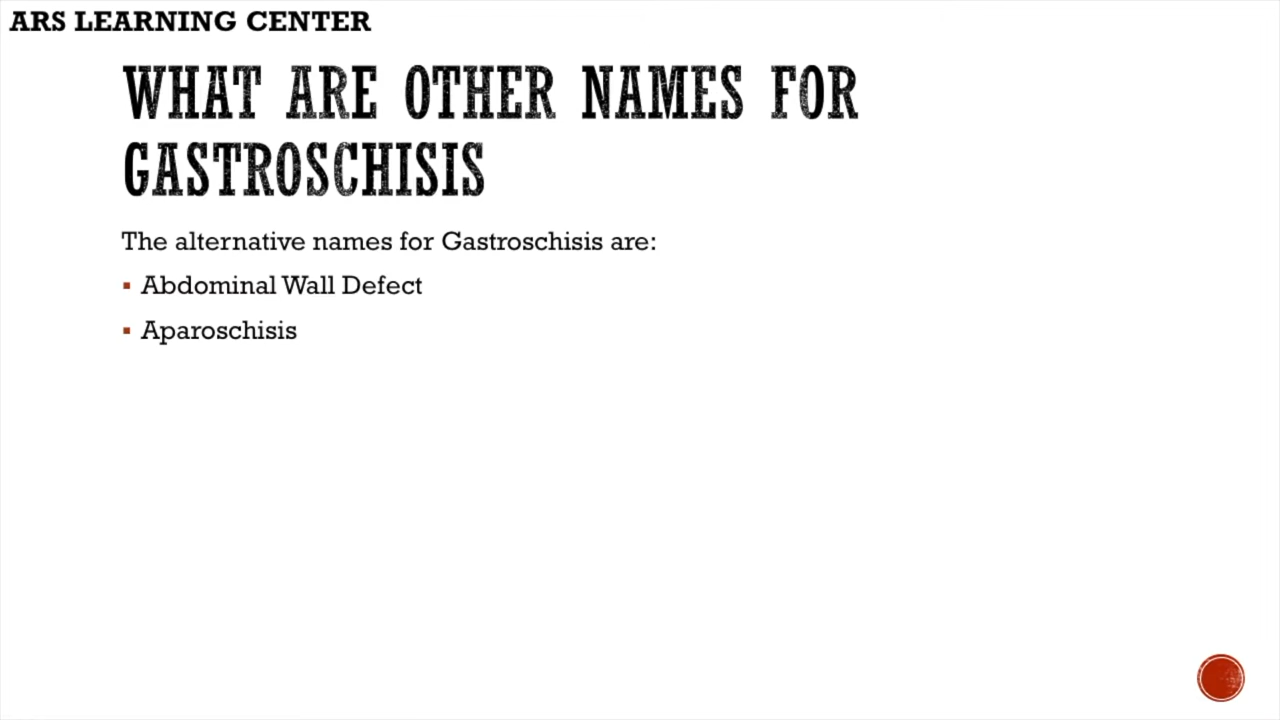 ARS LEARNING CENTER
WHAT ARE OTHER NAMES FOR
GASTROSCHISIS
The alternative names for Gastroschisis are:
▪ Abdominal Wall Defect
▪ Aparoschisis